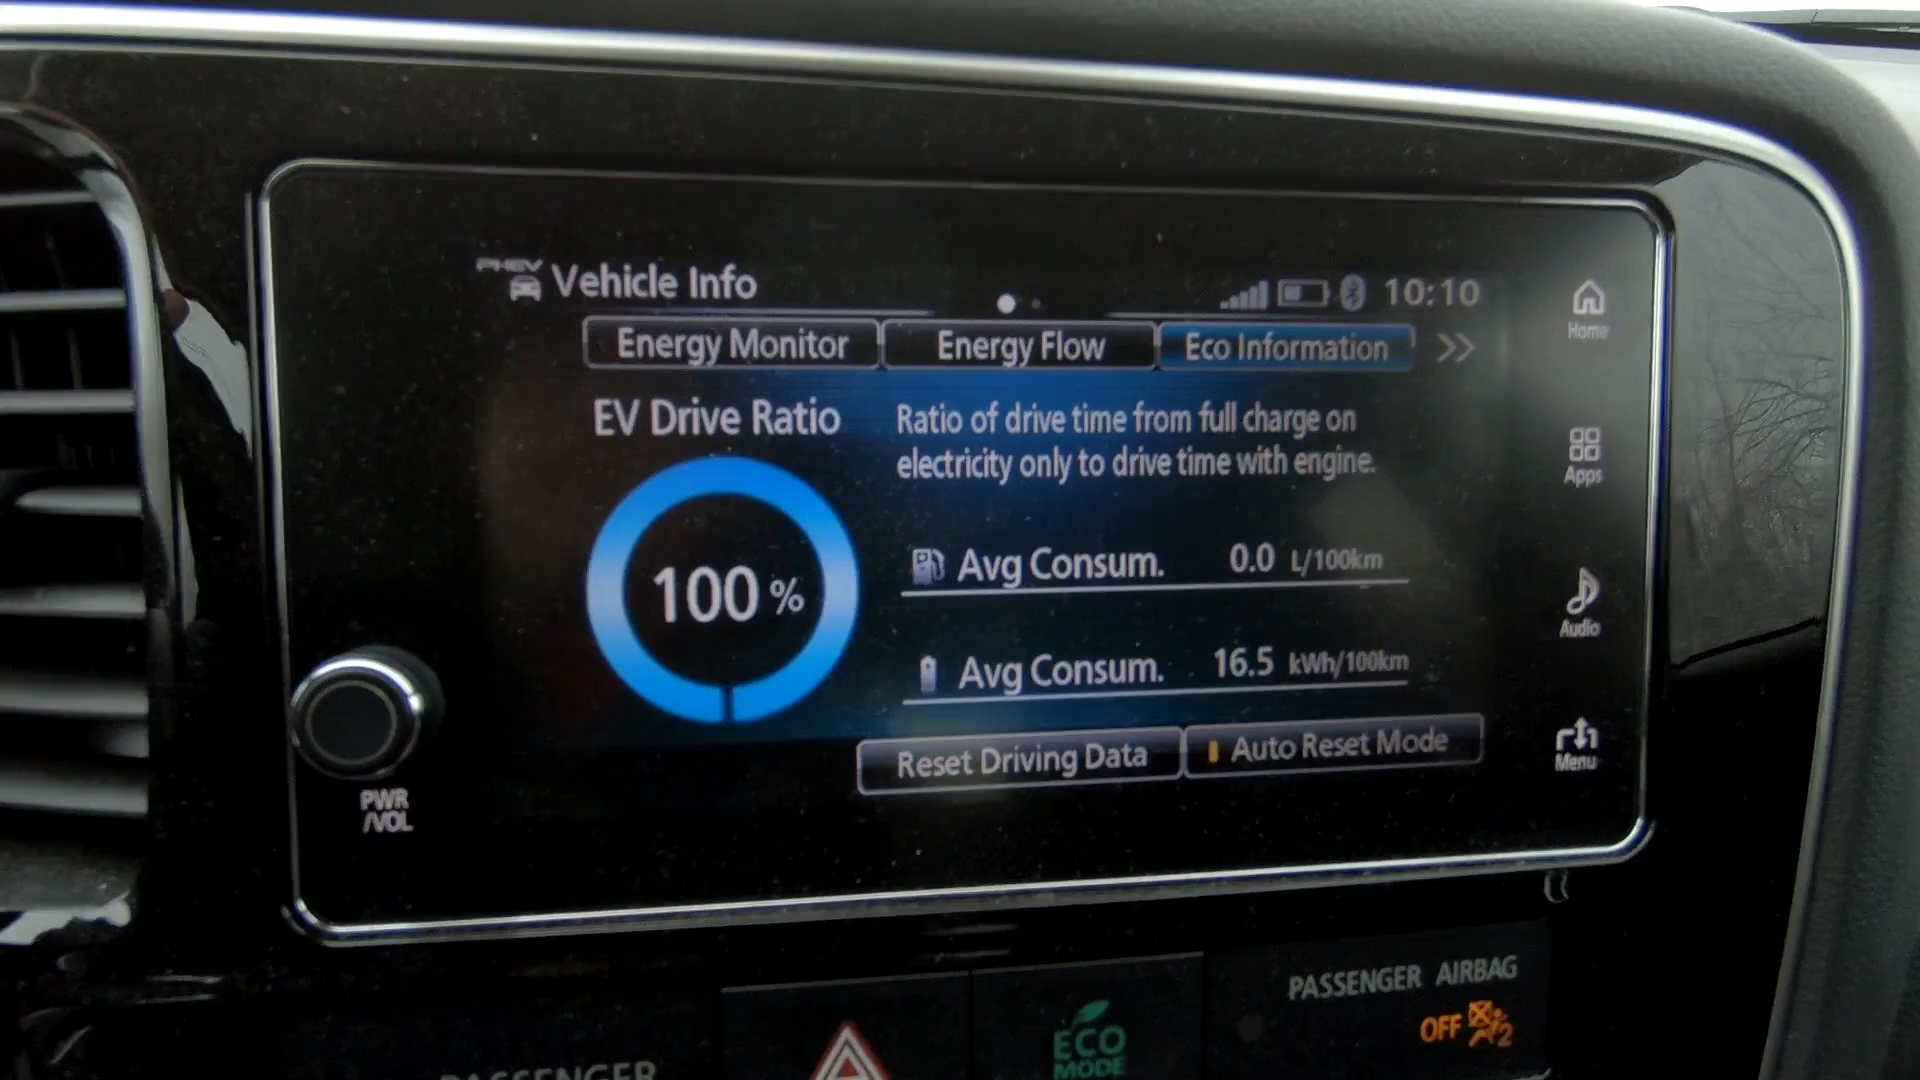 PHEV
Vehicle Info
10:10
Energy Monitor
Energy Flow
Eco Information
EV Drive Ratio
Ratio of drive time from full charge on
electricity only to drive time with engine.
100 %
Avg Consum. 0.0 L/100km
Avg Consum. 16.5 kWh/100km
Reset Driving Data
Auto Reset Mode
Home
Apps
Audio
Menu
PWR
/VOL
PASSENGER
ECO
MODE
PASSENGER AIRBAG
OFF 2